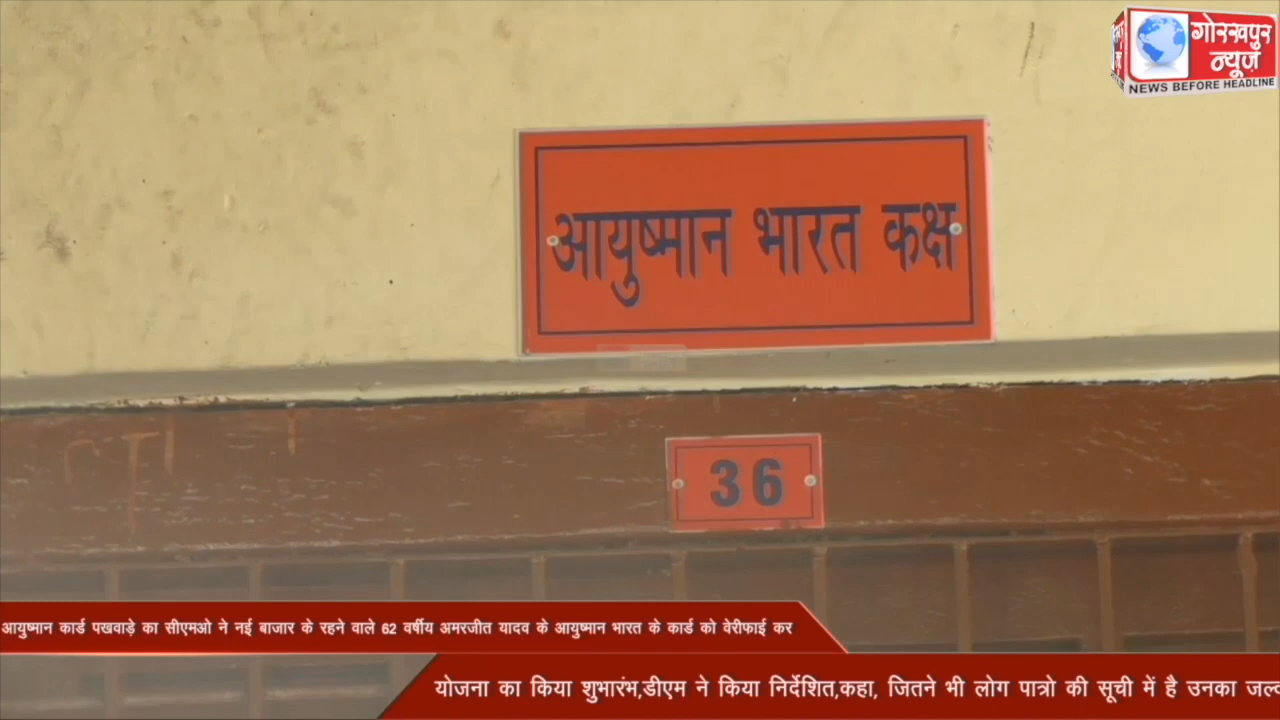 गोरखपुर
न्यूज़
NEWS BEFORE HEADLINE
आयुष्मान भारत कक्ष
36
आयुष्मान कार्ड पखवाड़े का सीएमओ ने नई बाजार के रहने वाले 62 वर्षीय अमरजीत यादव के आयुष्मान भारत के कार्ड को वेरीफाई कर
योजना का किया शुभारंभ,डीएम ने किया निर्देशित,कहा, जितने भी लोग पात्रो की सूची में है उनका